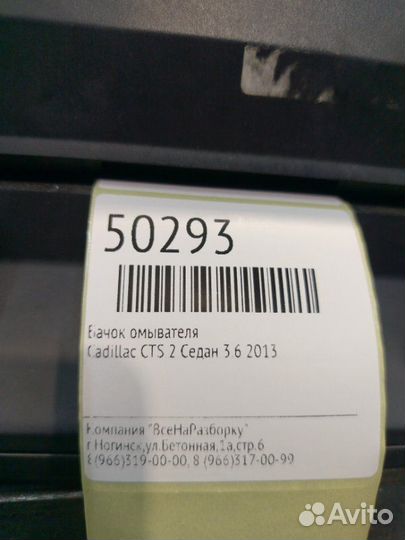 50293
Бачок омывателя
Cadillac CTS 2 Седан 3 6 2013
Компания "ВсеНаРазборку"
г Ногинск,ул.Бетонная,1а,стр.6
8(966)319-00-00, 8 (966)317-00-99
Avito